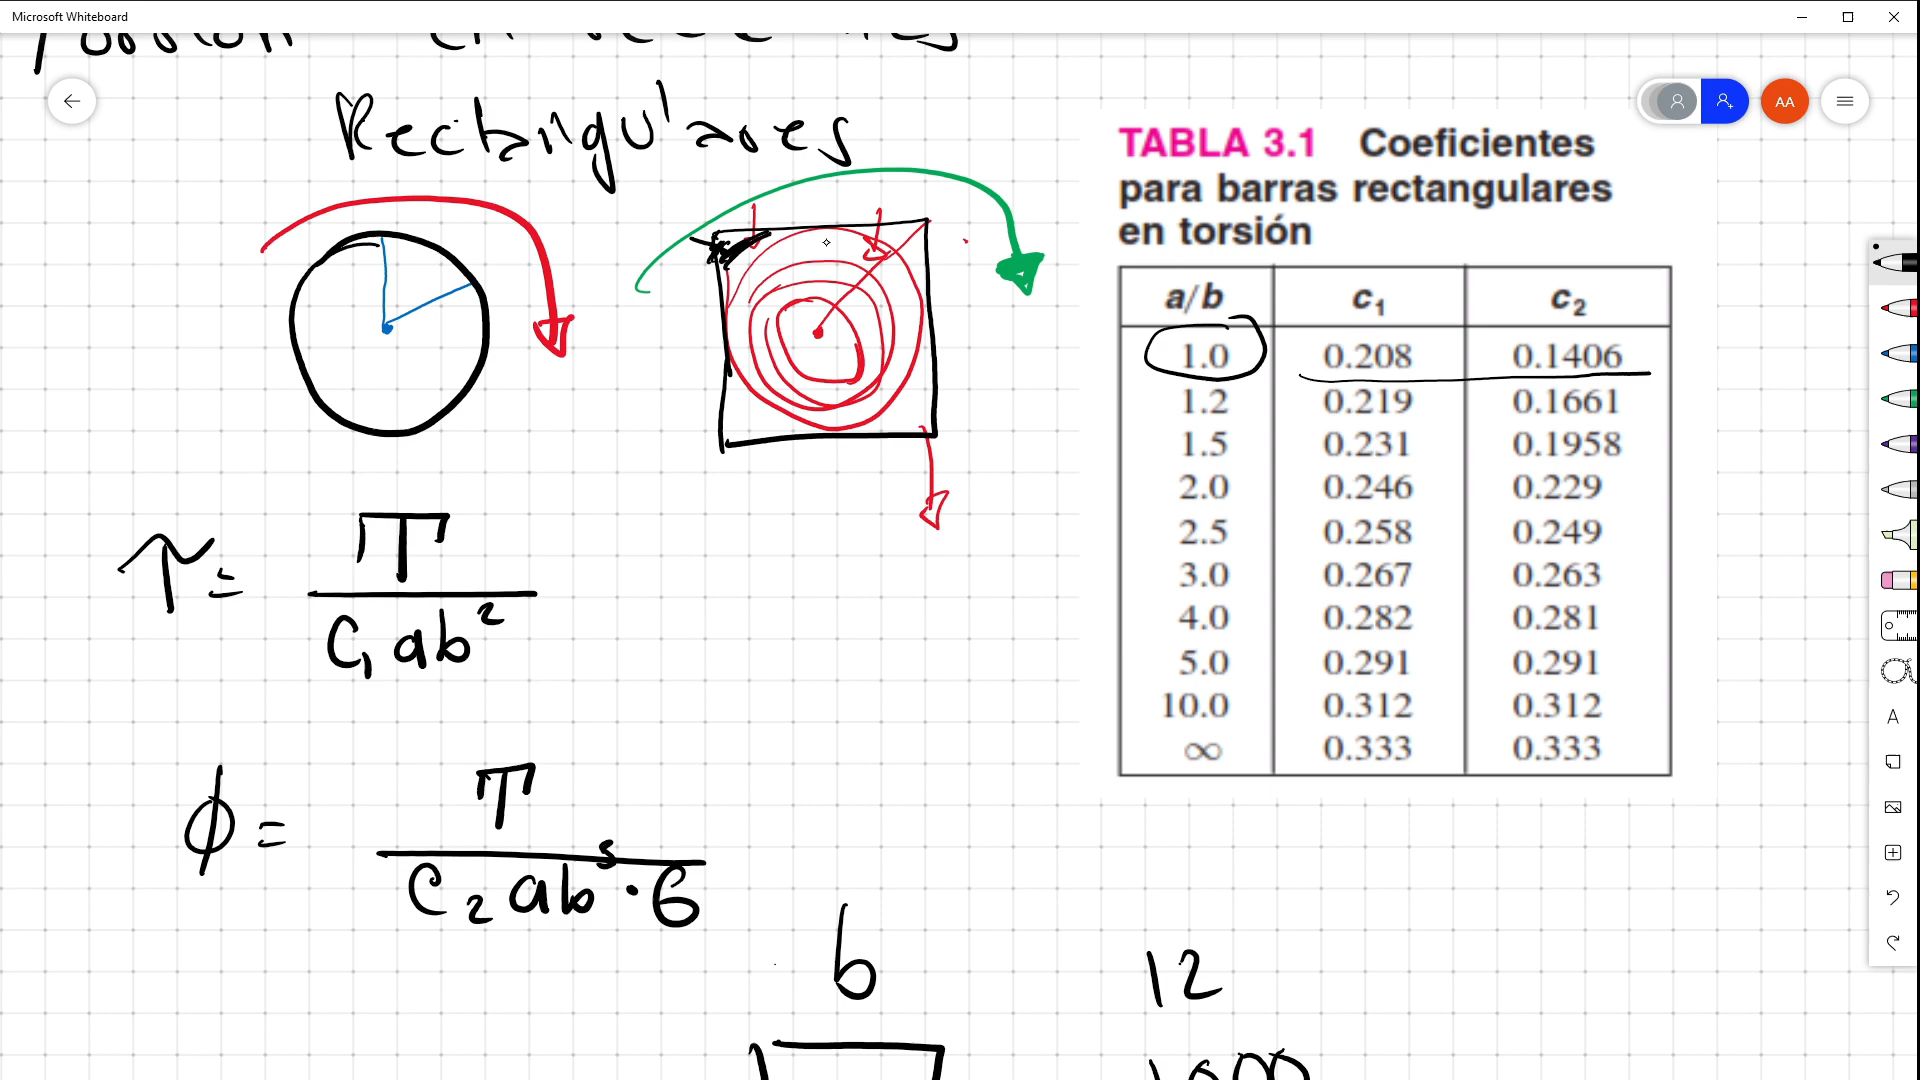 Microsoft Whiteboard
Rectangulares
AA
TABLA 3.1 Coeficientes
para barras rectangulares
en torsión
a/b c₁ c₂
1.0 0.208 0.1406
1.2 0.219 0.1661
1.5 0.231 0.1958
2.0 0.246 0.229
2.5 0.258 0.249
3.0 0.267 0.263
4.0 0.282 0.281
5.0 0.291 0.291
10.0 0.312 0.312
∞ 0.333 0.333
τ = T / C₁ab²
ϕ = T / C₂ab³·G
b
12
A